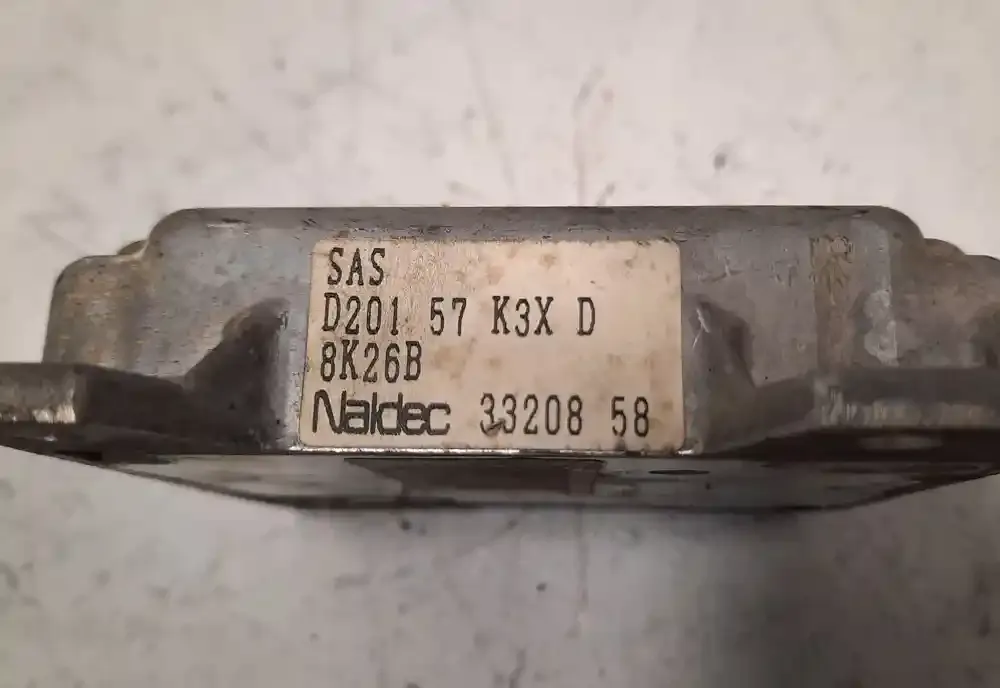 SAS
D201 57 K3X D
8K26B
Naldec 33208 58